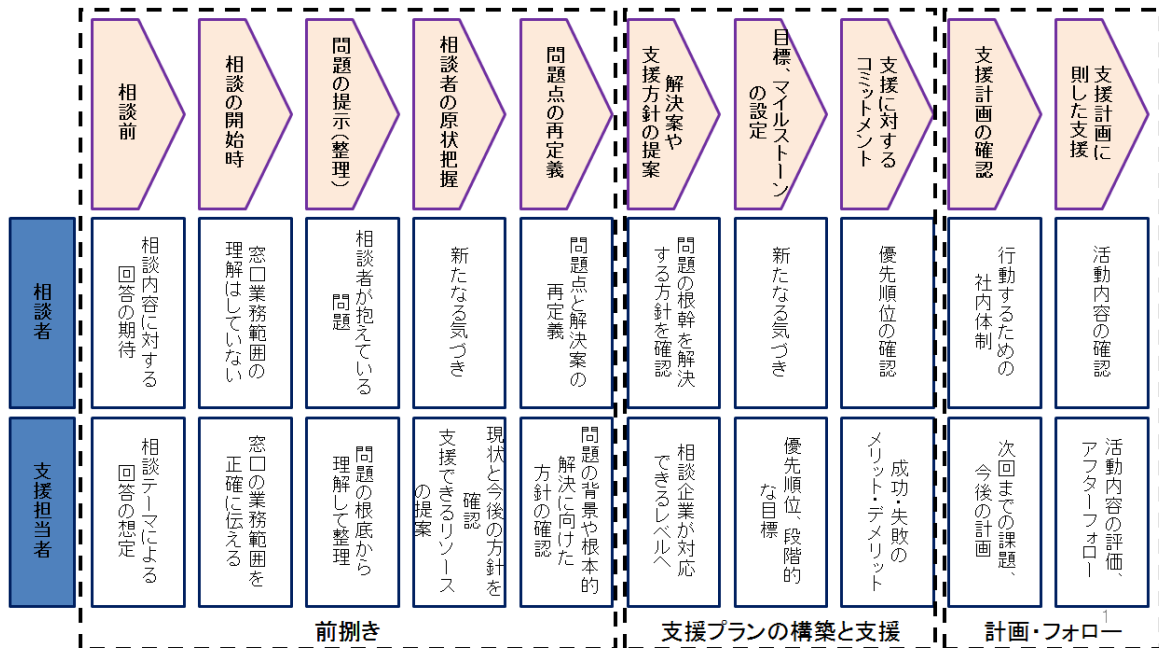 相談前
相談の開始時
問題の提示(整理)
相談者の原状把握
問題点の再定義
解決案や
支援方針の提案
目標、マイルストーン
の設定
支援に対する
コミットメント
支援計画の確認
支援計画に
則した支援
相談者
相談内容に対する
回答の期待
窓口業務範囲の
理解はしていない
相談者が抱えている
問題
新たなる気づき
問題点と解決案の
再定義
問題の根幹を解決
する方針を確認
新たなる気づき
優先順位の確認
行動するための
社内体制
活動内容の確認
支援担当者
相談テーマによる
回答の想定
窓口の業務範囲を
正確に伝える
問題の根底から
理解して整理
現状と今後の方針を
確認
支援できるリソース
の提案
問題の背景や根本的
解決に向けた
方針の確認
相談企業が対応
できるレベルへ
優先順位、段階的
な目標
成功・失敗の
メリット・デメリット
次回までの課題、
今後の計画
活動内容の評価、
アフターフォロー
1
前捌き
支援プランの構築と支援
計画・フォロー